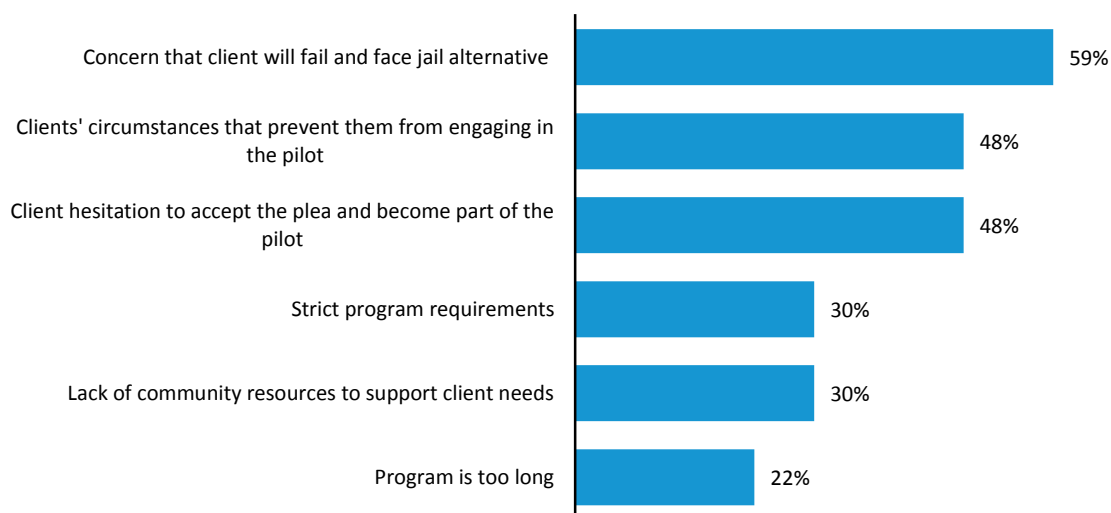 Concern that client will fail and face jail alternative
59%
Clients' circumstances that prevent them from engaging in
the pilot
48%
Client hesitation to accept the plea and become part of the
pilot
48%
Strict program requirements
30%
Lack of community resources to support client needs
30%
Program is too long
22%